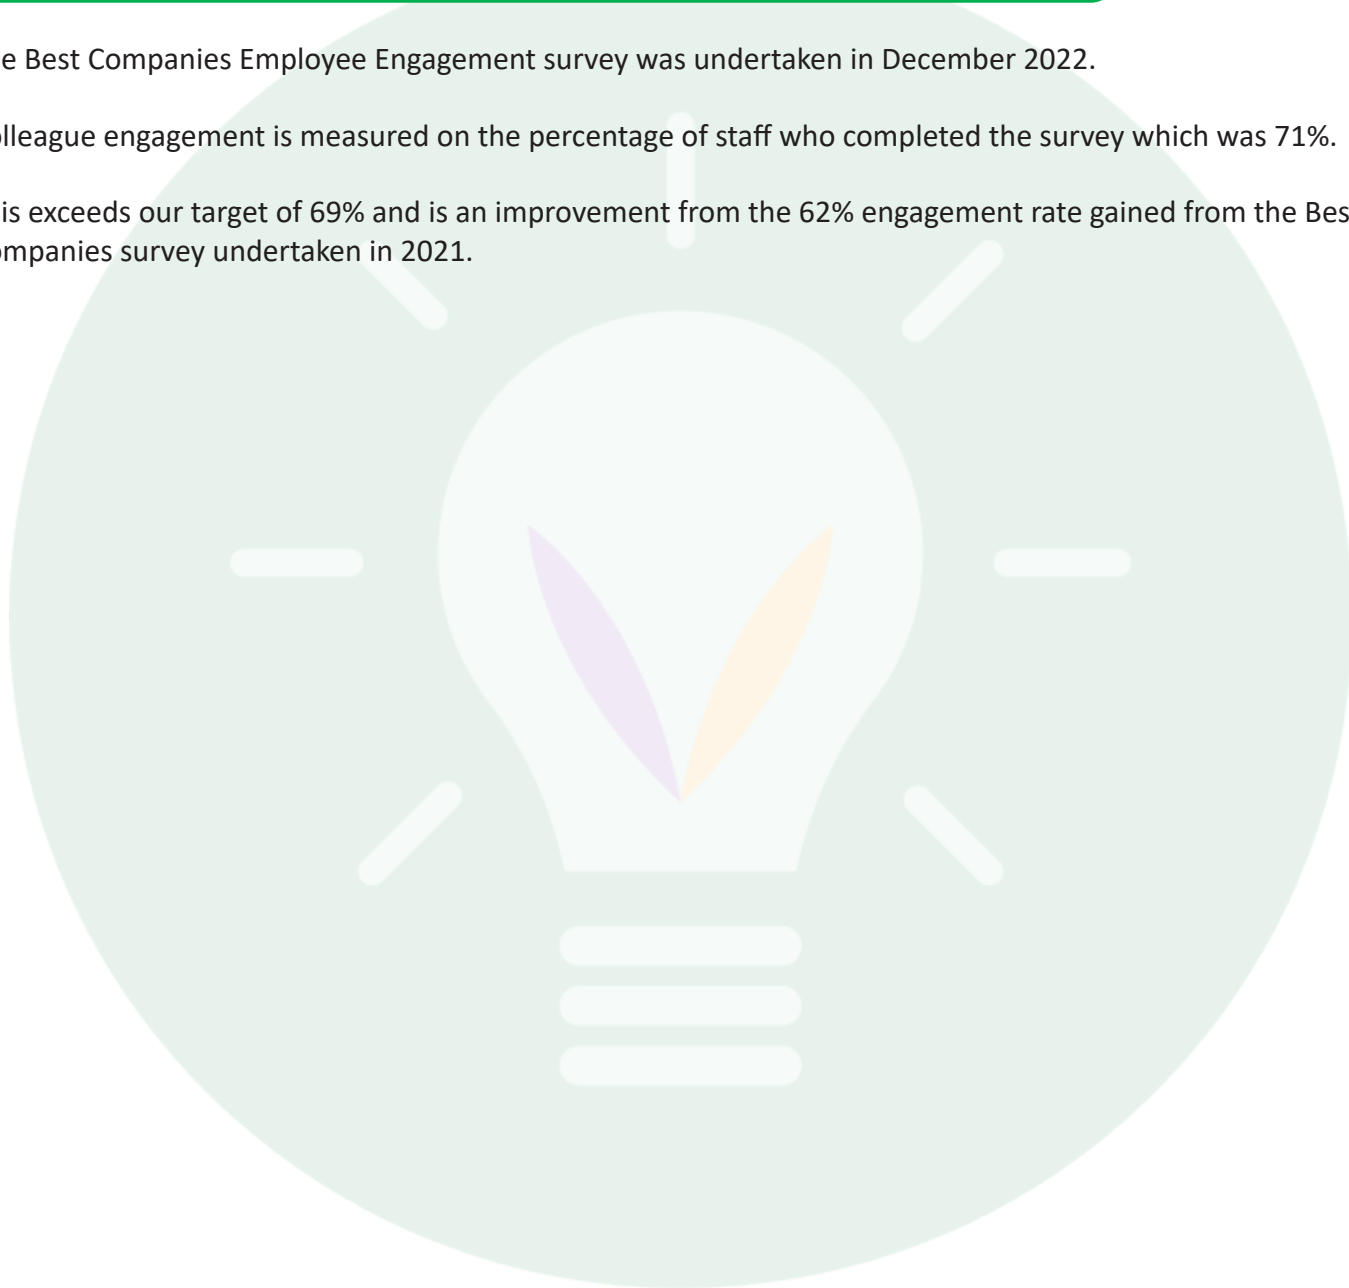 e Best Companies Employee Engagement survey was undertaken in December 2022.
olleague engagement is measured on the percentage of staff who completed the survey which was 71%.
is exceeds our target of 69% and is an improvement from the 62% engagement rate gained from the Bes
ompanies survey undertaken in 2021.